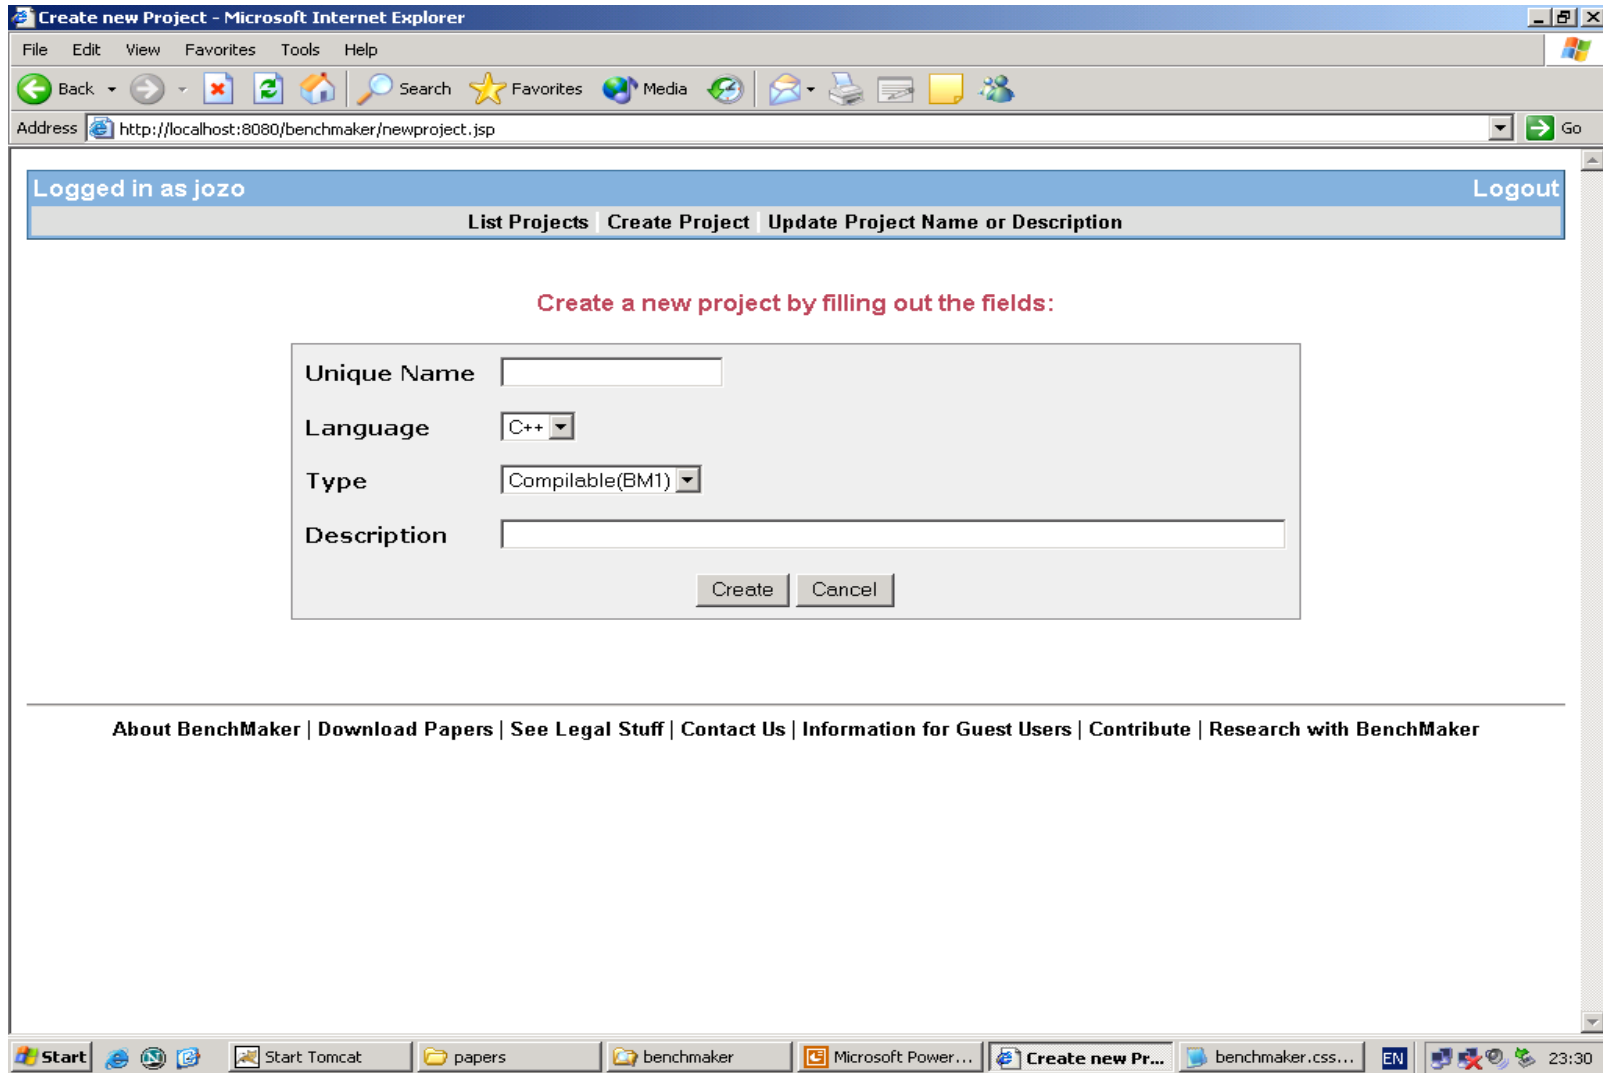 Create new Project - Microsoft Internet Explorer
File Edit View Favorites Tools Help
Back Search Favorites Media
Address http://localhost:8080/benchmaker/newproject.jsp Go
Logged in as jozo Logout
List Projects | Create Project | Update Project Name or Description
Create a new project by filling out the fields:
Unique Name
Language C++
Type Compilable(BM1)
Description
Create Cancel
About BenchMaker | Download Papers | See Legal Stuff | Contact Us | Information for Guest Users | Contribute | Research with BenchMaker
Start Start Tomcat papers benchmaker Microsoft Power... Create new Pr... benchmaker.css... EN 23:30